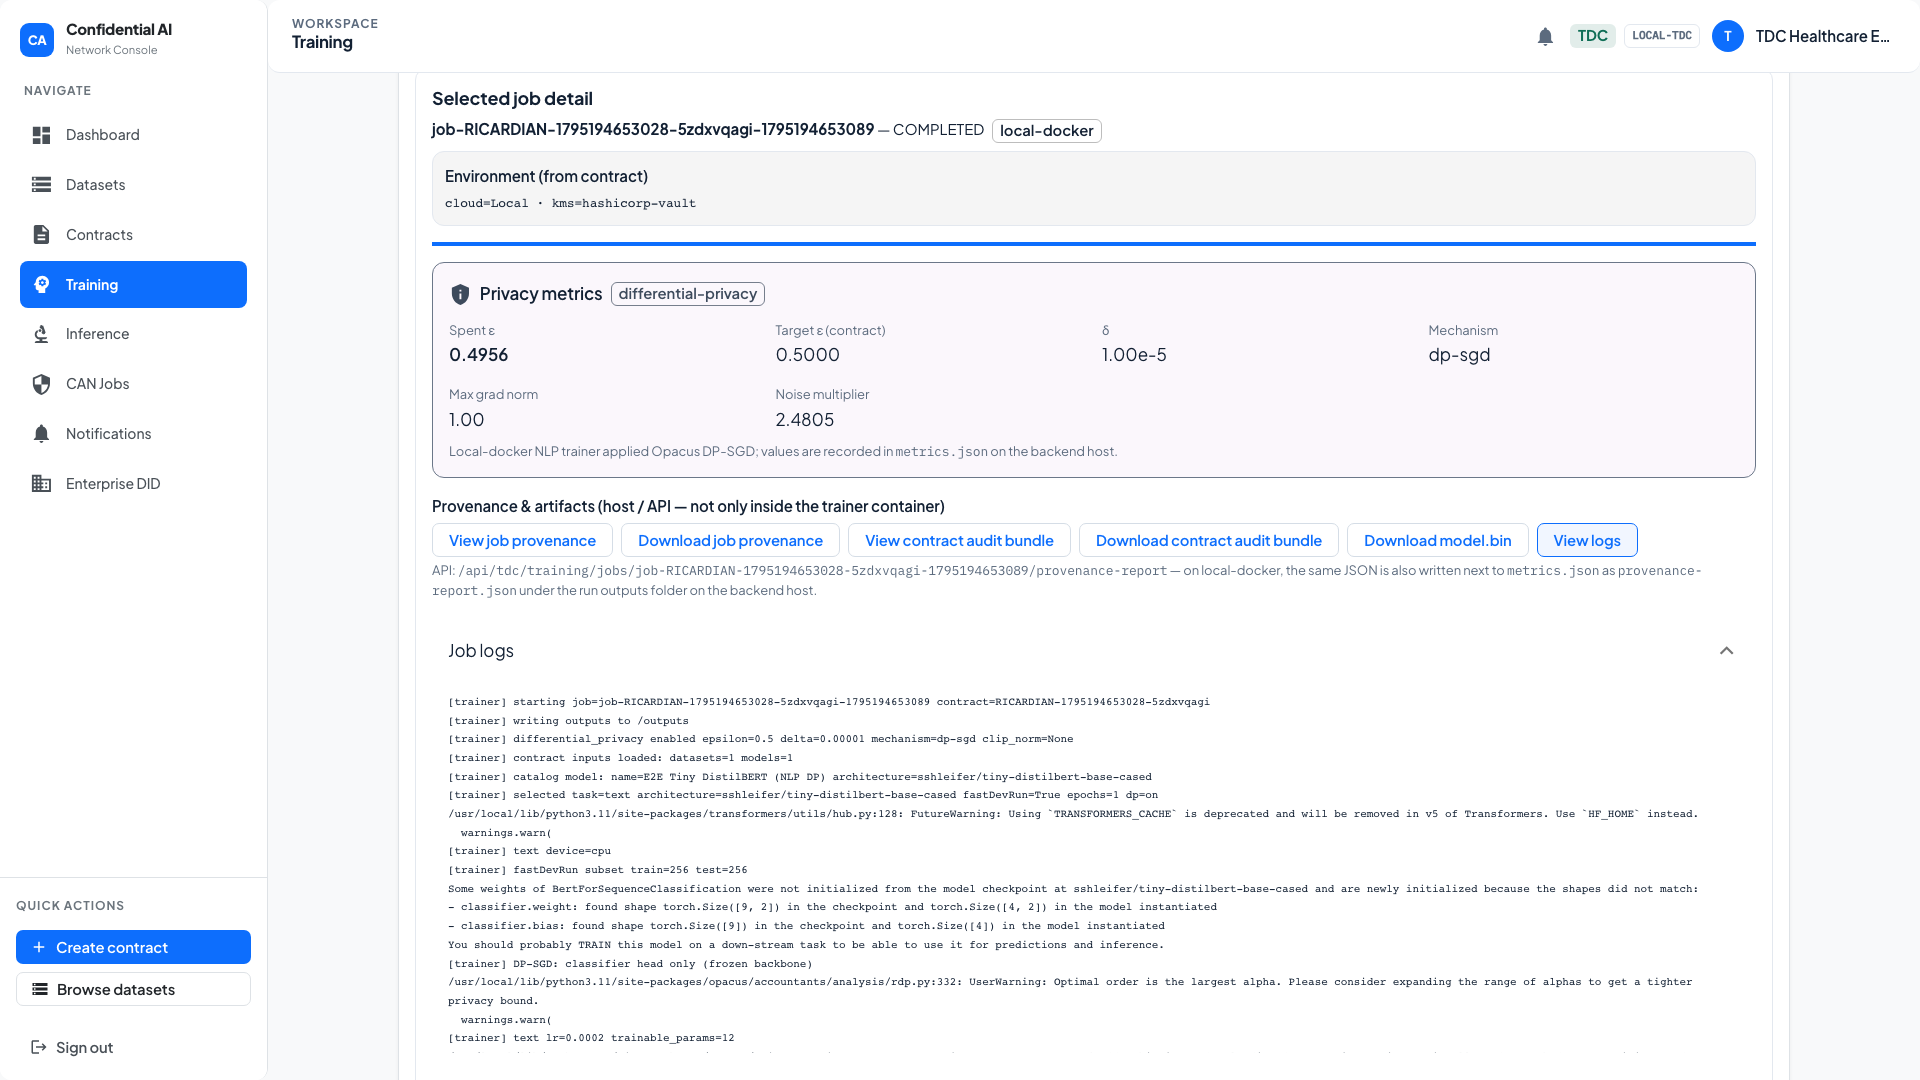 CA
Confidential AI
Network Console
NAVIGATE
Dashboard
Datasets
Contracts
Training
Inference
CAN Jobs
Notifications
Enterprise DID
QUICK ACTIONS
Create contract
Browse datasets
Sign out
WORKSPACE
Training
TDC
LOCAL-TDC
T
TDC Healthcare E...
Selected job detail
job-RICARDIAN-1795194653028-5zdxvqagi-1795194653089 — COMPLETED local-docker
Environment (from contract)
cloud=Local · kms=hashicorp-vault
Privacy metrics differential-privacy
Spent ε Target ε (contract) δ Mechanism
0.4956 0.5000 1.00e-5 dp-sgd
Max grad norm Noise multiplier
1.00 2.4805
Local-docker NLP trainer applied Opacus DP-SGD; values are recorded in metrics.json on the backend host.
Provenance & artifacts (host / API — not only inside the trainer container)
View job provenance Download job provenance View contract audit bundle Download contract audit bundle Download model.bin View logs
API: /api/tdc/training/jobs/job-RICARDIAN-1795194653028-5zdxvqagi-1795194653089/provenance-report — on local-docker, the same JSON is also written next to metrics.json as provenance-
report.json under the run outputs folder on the backend host.
Job logs
[trainer] starting job=job-RICARDIAN-1795194653028-5zdxvqagi-1795194653089 contract=RICARDIAN-1795194653028-5zdxvqagi
[trainer] writing outputs to /outputs
[trainer] differential_privacy enabled epsilon=0.5 delta=0.00001 mechanism=dp-sgd clip_norm=None
[trainer] contract inputs loaded: datasets=1 models=1
[trainer] catalog model: name=E2E Tiny DistilBERT (NLP DP) architecture=sshleifer/tiny-distilbert-base-cased
[trainer] selected task=text architecture=sshleifer/tiny-distilbert-base-cased fastDevRun=True epochs=1 dp=on
/usr/local/lib/python3.11/site-packages/transformers/utils/hub.py:128: FutureWarning: Using `TRANSFORMERS_CACHE` is deprecated and will be removed in v5 of Transformers. Use `HF_HOME` instead.
warnings.warn(
[trainer] text device=cpu
[trainer] fastDevRun subset train=256 test=256
Some weights of BertForSequenceClassification were not initialized from the model checkpoint at sshleifer/tiny-distilbert-base-cased and are newly initialized because the shapes did not match:
- classifier.weight: found shape torch.Size([9, 2]) in the checkpoint and torch.Size([4, 2]) in the model instantiated
- classifier.bias: found shape torch.Size([9]) in the checkpoint and torch.Size([4]) in the model instantiated
You should probably TRAIN this model on a down-stream task to be able to use it for predictions and inference.
[trainer] DP-SGD: classifier head only (frozen backbone)
/usr/local/lib/python3.11/site-packages/opacus/accountants/analysis/rdp.py:332: UserWarning: Optimal order is the largest alpha. Please consider expanding the range of alphas to get a tighter
privacy bound.
warnings.warn(
[trainer] text lr=0.0002 trainable_params=12